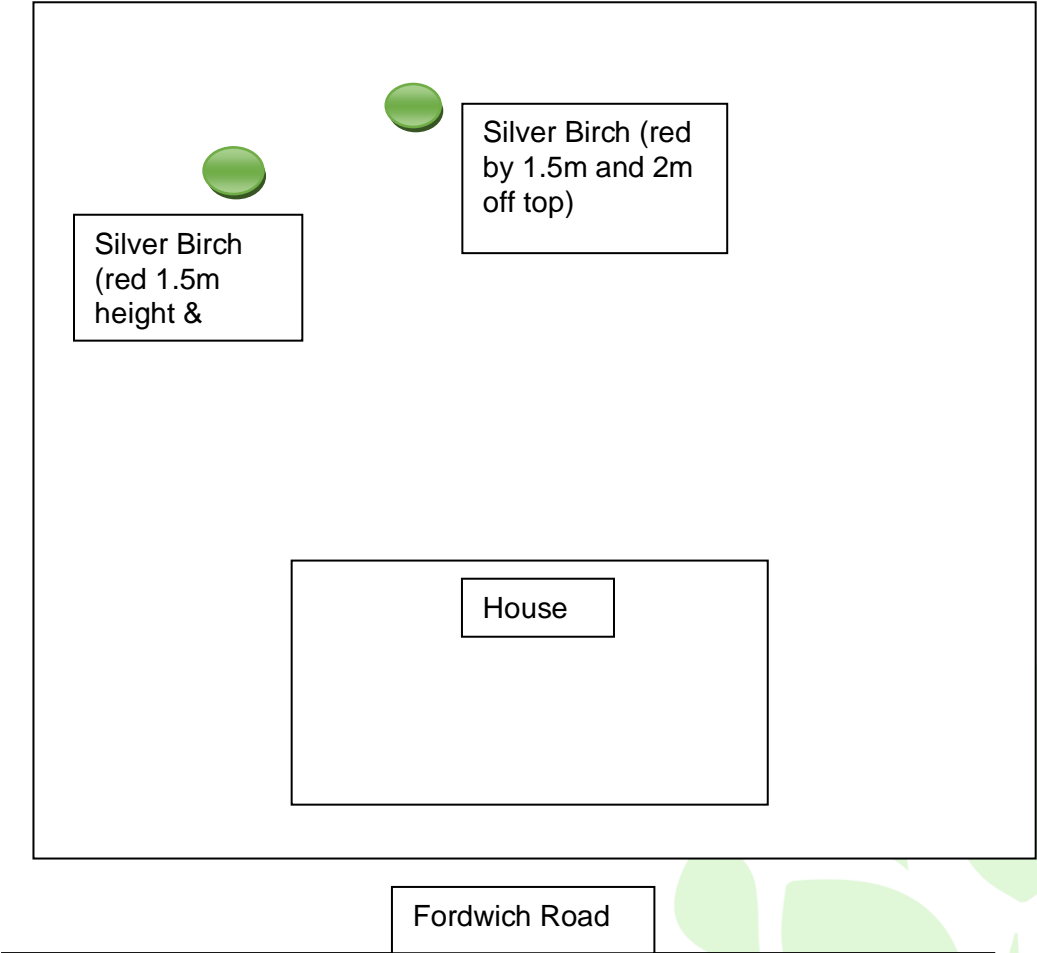 Silver Birch (red
by 1.5m and 2m
off top)
Silver Birch
(red 1.5m
height &
House
Fordwich Road